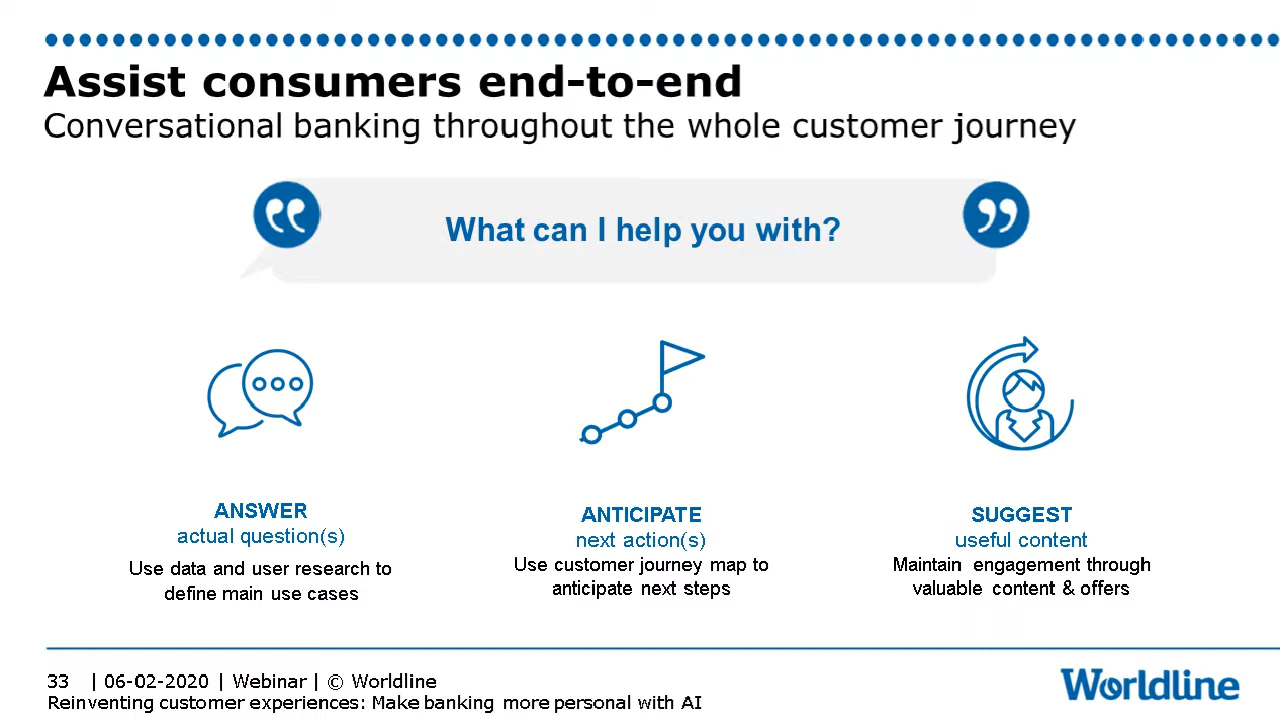 Assist consumers end-to-end
Conversational banking throughout the whole customer journey
What can I help you with?
ANSWER
actual question(s)
Use data and user research to
define main use cases
ANTICIPATE
next action(s)
Use customer journey map to
anticipate next steps
SUGGEST
useful content
Maintain engagement through
valuable content & offers
33 | 06-02-2020 | Webinar | © Worldline
Reinventing customer experiences: Make banking more personal with AI
Worldline